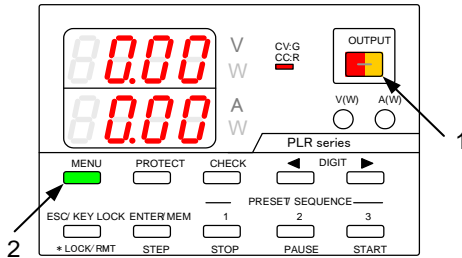 0.00 V
W
0.00 A
W
CV:G
CC:R
OUTPUT
V(W) A(W)
1
PLR series
MENU PROTECT CHECK ◀ DIGIT ▶
PRESET/ SEQUENCE
ESC/ KEY LOCK ENTER/MEM 1 2 3
* LOCK/ RMT STEP STOP PAUSE START
2